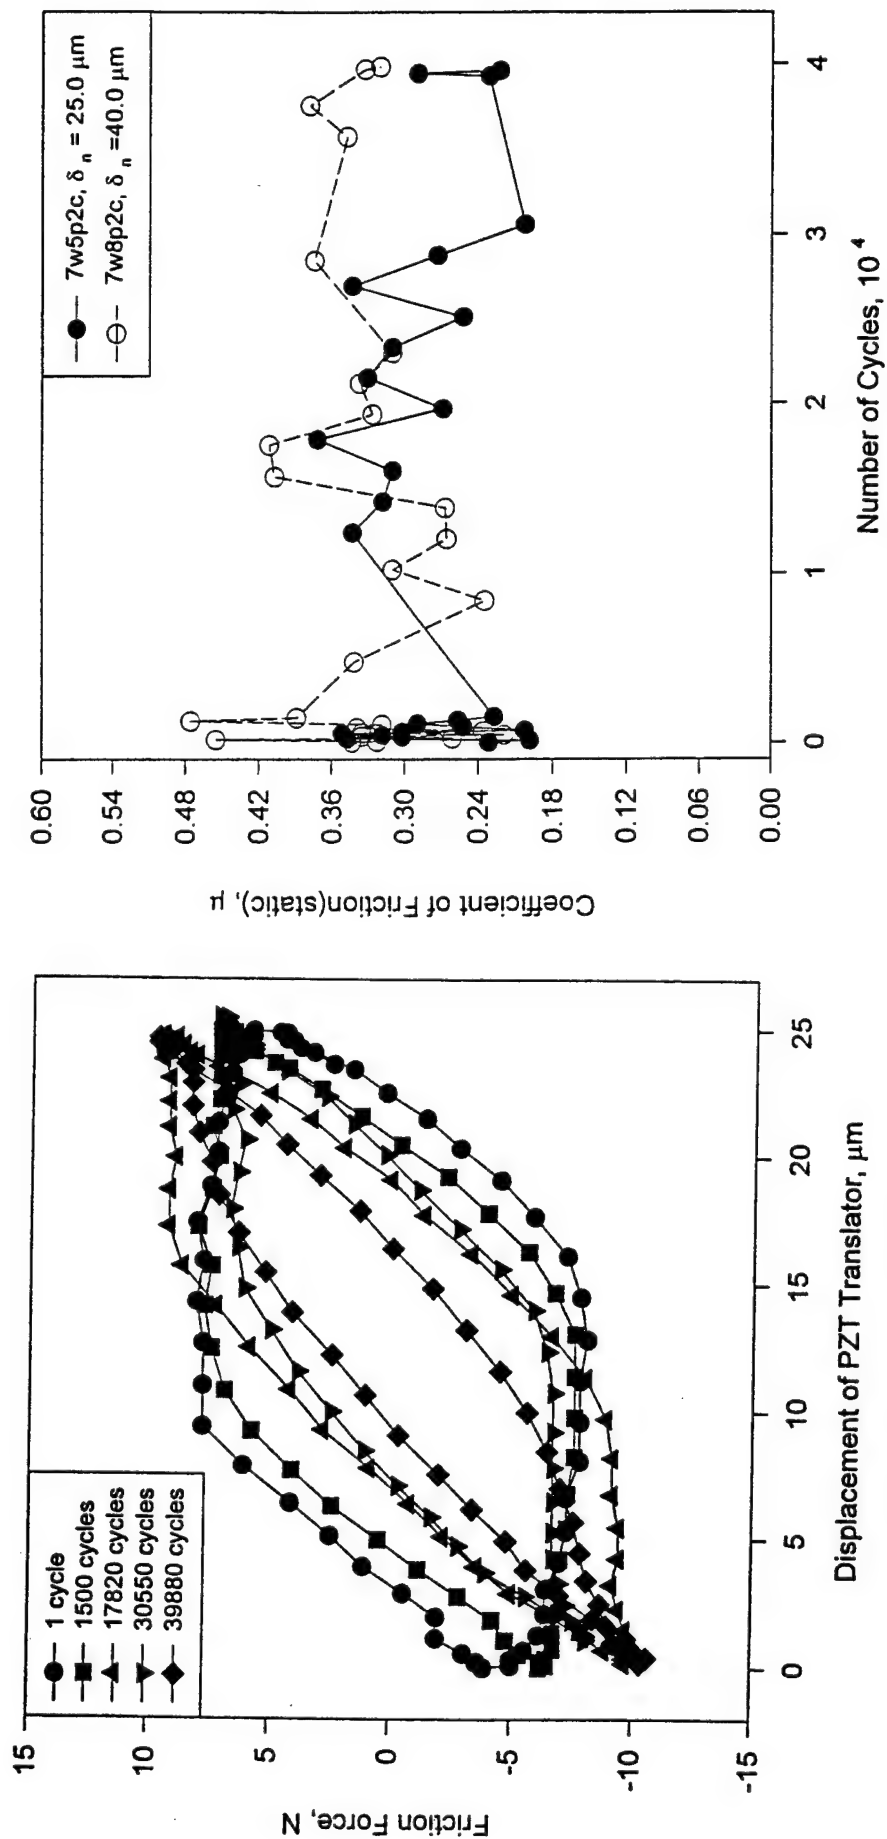 15
10
5
0
-5
-10
-15
Friction Force, N
1 cycle
1500 cycles
17820 cycles
30550 cycles
39880 cycles
0
5
10
15
20
25
Displacement of PZT Translator, μm
0.60
0.54
0.48
0.42
0.36
0.30
0.24
0.18
0.12
0.06
0.00
Coefficient of Friction(static), μ
7w5p2c, δ n = 25.0 μm
7w8p2c, δ n =40.0 μm
0
1
2
3
4
Number of Cycles, 10 4